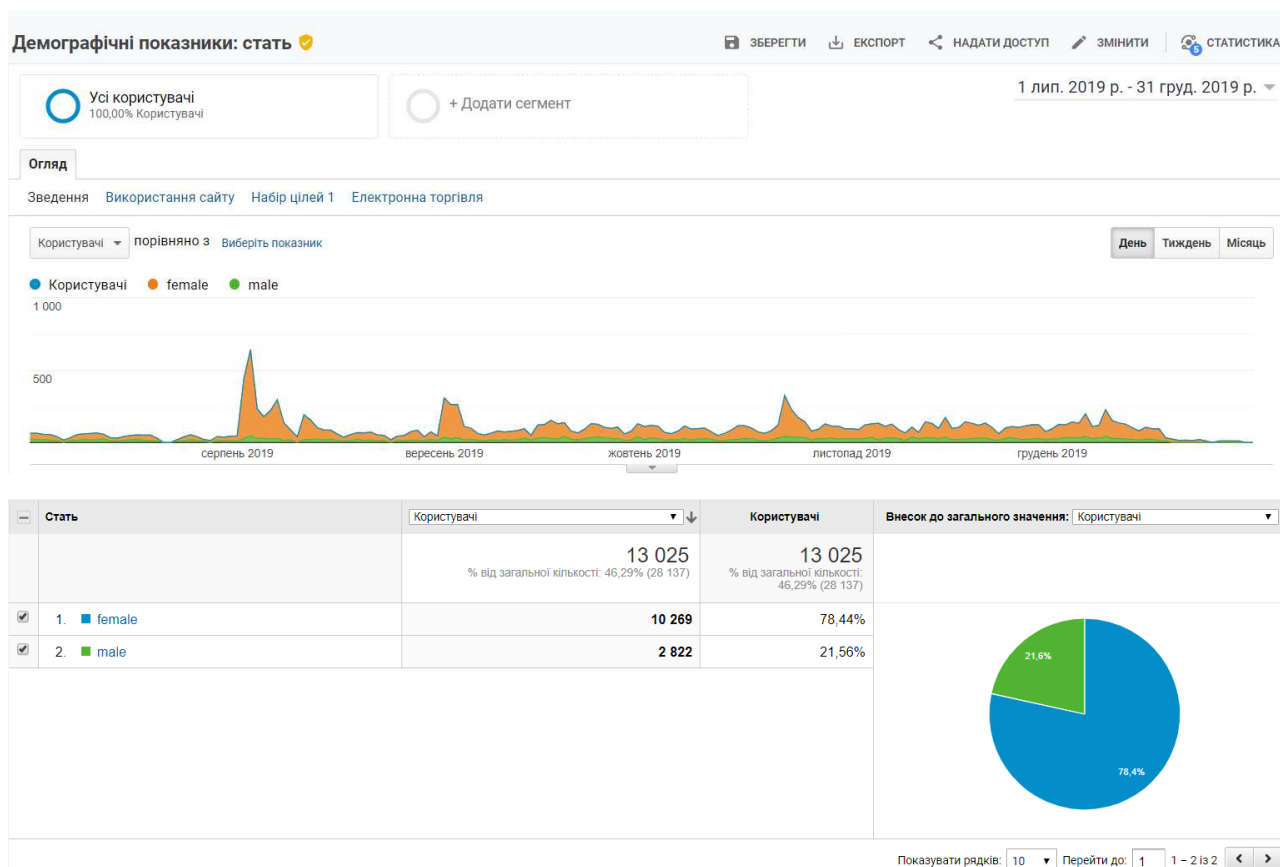 Демографічні показники: стать
ЗБЕРЕГТИ ЕКСПОРТ НАДАТИ ДОСТУП ЗМІНИТИ 5 СТАТИСТИКА
Усі користувачі
100,00% Користувачі
+ Додати сегмент
1 лип. 2019 р. - 31 груд. 2019 р.
Огляд
Зведення Використання сайту Набір цілей 1 Електронна торгівля
Користувачі порівняно з Виберіть показник
День Тиждень Місяць
Користувачі female male
1 000
500
серпень 2019 вересень 2019 жовтень 2019 листопад 2019 грудень 2019
Стать Користувачі Користувачі Внесок до загального значення: Користувачі
13 025 13 025
% від загальної кількості: 46,29% (28 137) % від загальної кількості:
46,29% (28 137)
1. female 10 269 78,44%
2. male 2 822 21,56%
21,6%
78,4%
Показувати рядків: 10 Перейти до: 1 1 – 2 із 2